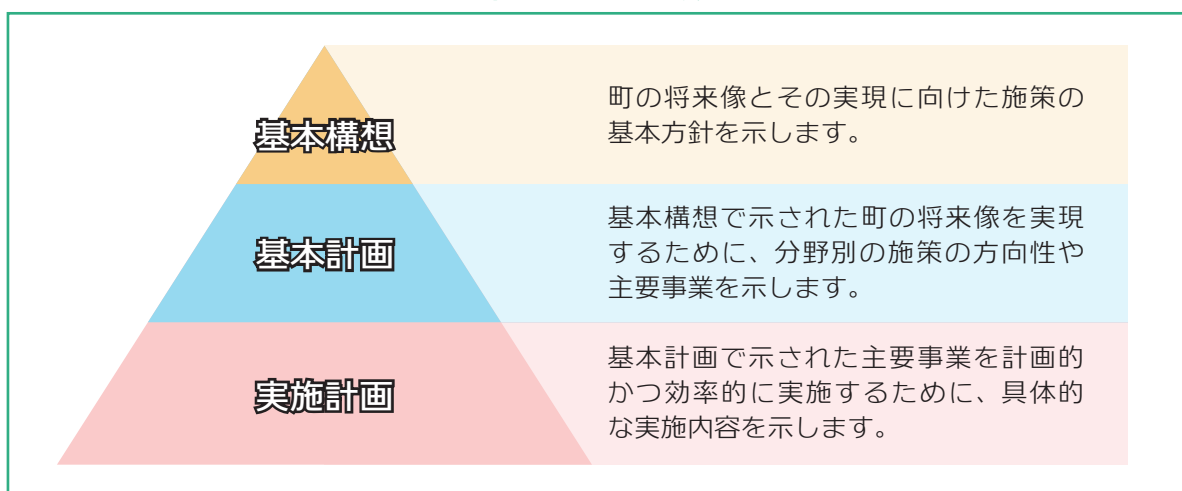 基本構想
町の将来像とその実現に向けた施策の
基本方針を示します。
基本計画
基本構想で示された町の将来像を実現
するために、分野別の施策の方向性や
主要事業を示します。
実施計画
基本計画で示された主要事業を計画的
かつ効率的に実施するために、具体的
な実施内容を示します。